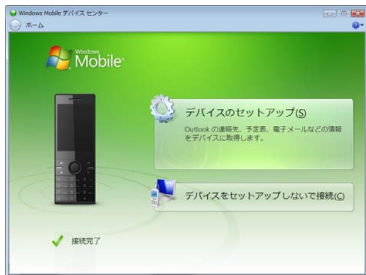 Windows Mobile デバイス センター
ホーム
Windows
Mobile
デバイスのセットアップ(S)
Outlook の連絡先、予定表、電子メールなどの情報
をデバイスに取得します。
デバイスをセットアップしないで接続(C)
接続完了